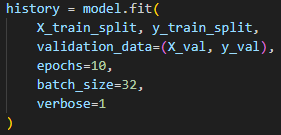 history = model.fit(
    X_train_split, y_train_split,
    validation_data=(X_val, y_val),
    epochs=10,
    batch_size=32,
    verbose=1
)